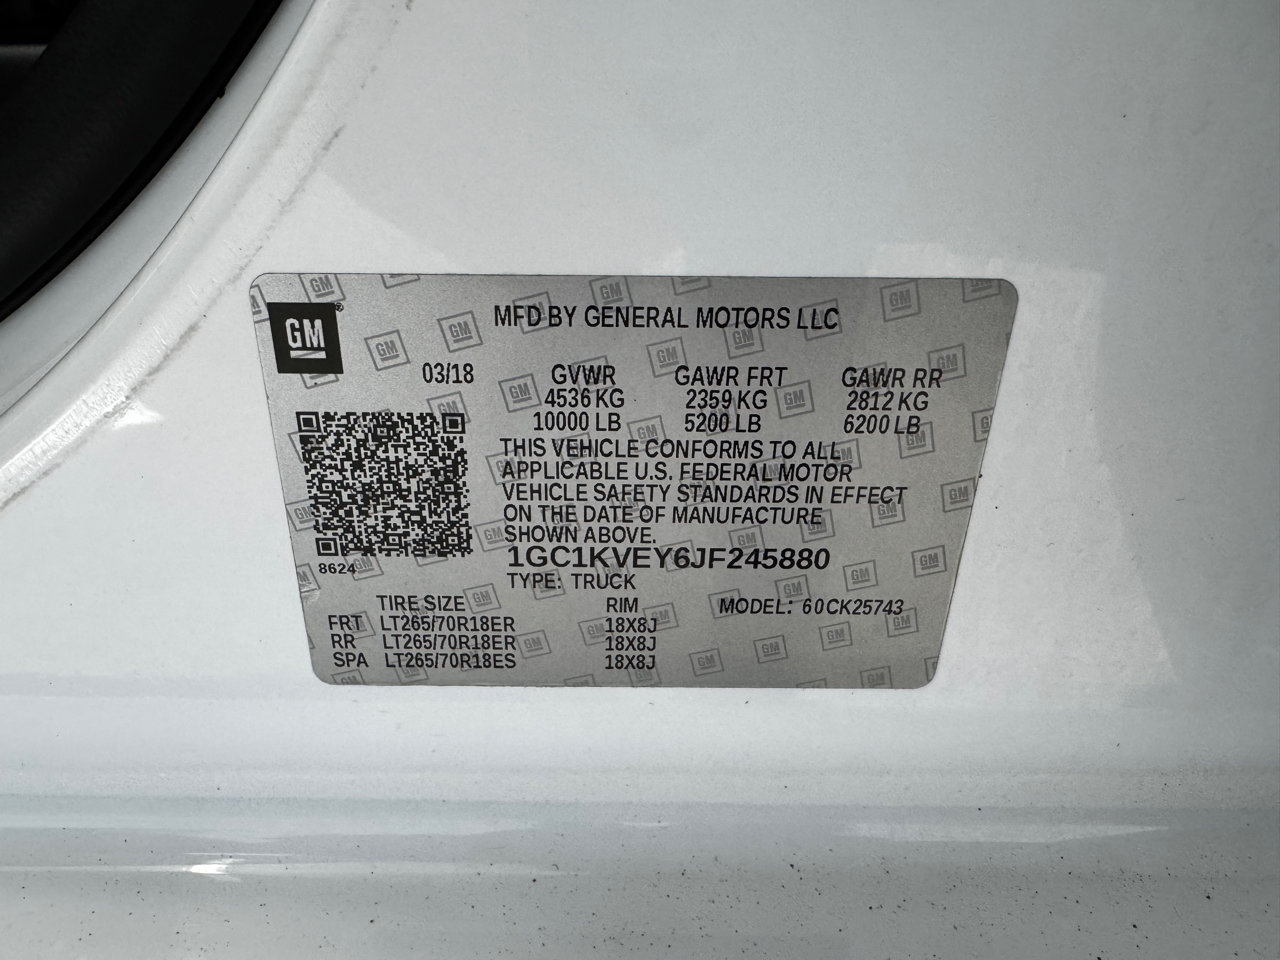 GM
MFD BY GENERAL MOTORS LLC
03/18 GVWR GAWR FRT GAWR RR
4536 KG 2359 KG 2812 KG
10000 LB 5200 LB 6200 LB
THIS VEHICLE CONFORMS TO ALL
APPLICABLE U.S. FEDERAL MOTOR
VEHICLE SAFETY STANDARDS IN EFFECT
ON THE DATE OF MANUFACTURE
SHOWN ABOVE.
1GC1KVEY6JF245880
8624
TYPE: TRUCK
TIRE SIZE RIM MODEL: 60CK25743
FRT LT265/70R18ER 18X8J
RR LT265/70R18ER 18X8J
SPA LT265/70R18ES 18X8J